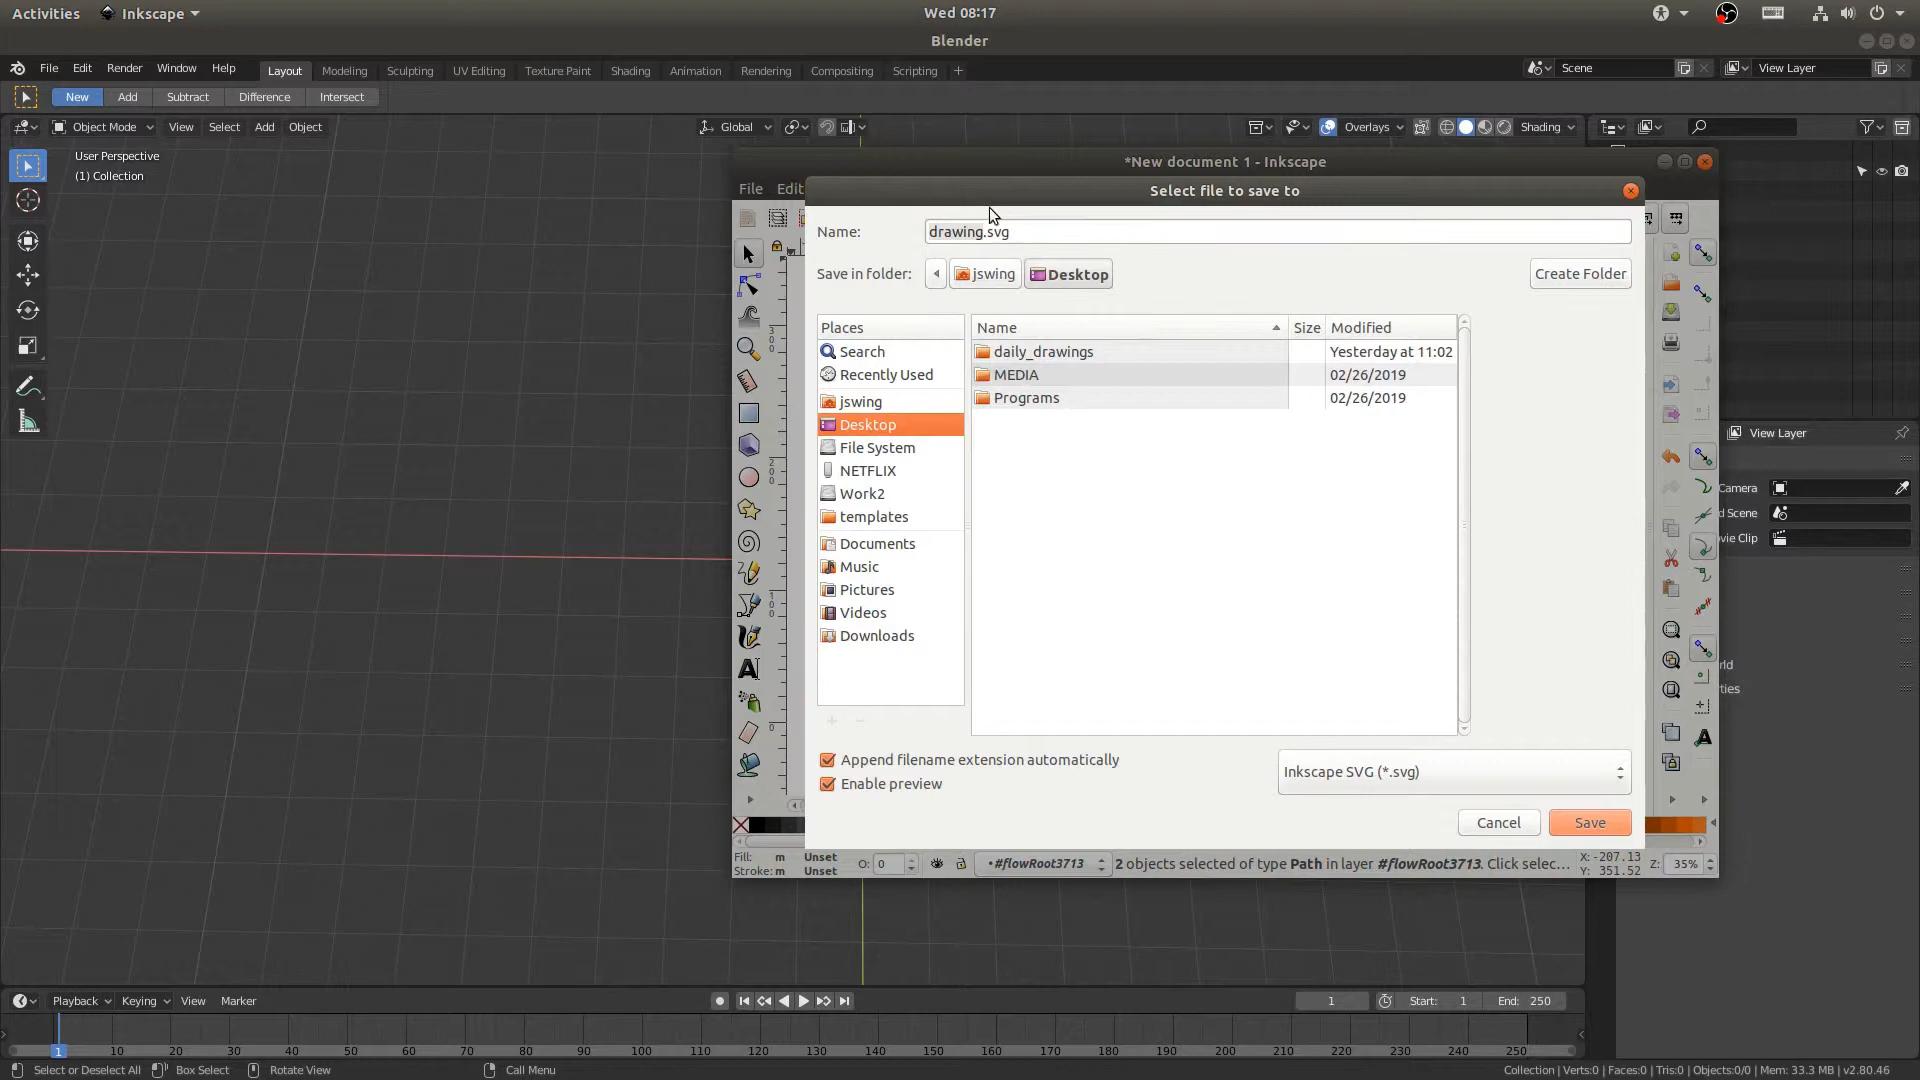 Activities Inkscape Wed 08:17
Blender
File Edit Render Window Help Layout Modeling Sculpting UV Editing Texture Paint Shading Animation Rendering Compositing Scripting + Scene View Layer
New Add Subtract Difference Intersect
Object Mode View Select Add Object Global Overlays Shading
User Perspective
(1) Collection
*New document 1 - Inkscape
File Edit
Select file to save to
Name: drawing.svg
Save in folder: jswing Desktop Create Folder
Places Name Size Modified
Search daily_drawings Yesterday at 11:02
Recently Used MEDIA 02/26/2019
jswing Programs 02/26/2019
Desktop
File System
NETFLIX
Work2
templates
Documents
Music
Pictures
Videos
Downloads
View Layer
Camera
d Scene
ovie Clip
rld
ties
Append filename extension automatically
Enable preview
Inkscape SVG (*.svg)
Cancel Save
Fill: m Unset
Stroke: m Unset
O: 0 •#flowRoot3713 2 objects selected of type Path in layer #flowRoot3713. Click selec...
X: -207.13
Y: 351.52
Z: 35%
Playback Keying View Marker 1 Start: 1 End: 250
1 10 20 30 40 50 60 70 80 90 100 110 120 130 140 150 160 170 180 190 200 210 220 230 240 250
Select or Deselect All Box Select Rotate View Call Menu Collection | Verts:0 | Faces:0 | Tris:0 | Objects:0/0 | Mem: 33.3 MB | v2.80.46